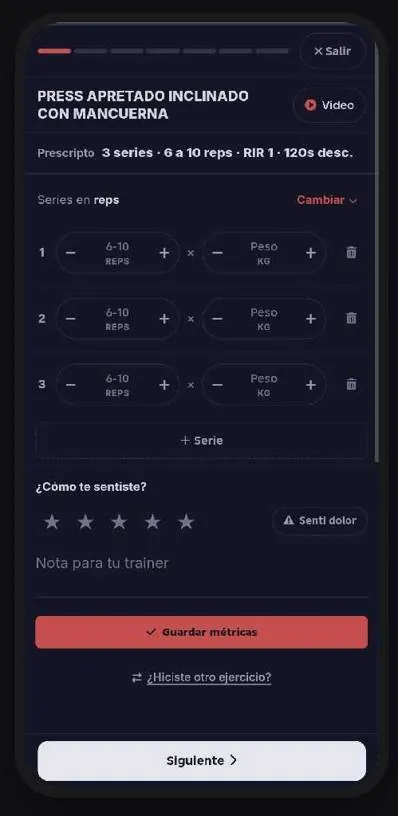 Salir
PRESS APRETADO INCLINADO
CON MANCUERNA
Video
Prescripto 3 series · 6 a 10 reps · RIR 1 · 120s desc.
Series en reps
Cambiar
1 − 6-10 REPS + × − Peso KG +
2 − 6-10 REPS + × − Peso KG +
3 − 6-10 REPS + × − Peso KG +
+ Serie
¿Cómo te sentiste?
Sentí dolor
Nota para tu trainer
Guardar métricas
¿Hiciste otro ejercicio?
Siguiente